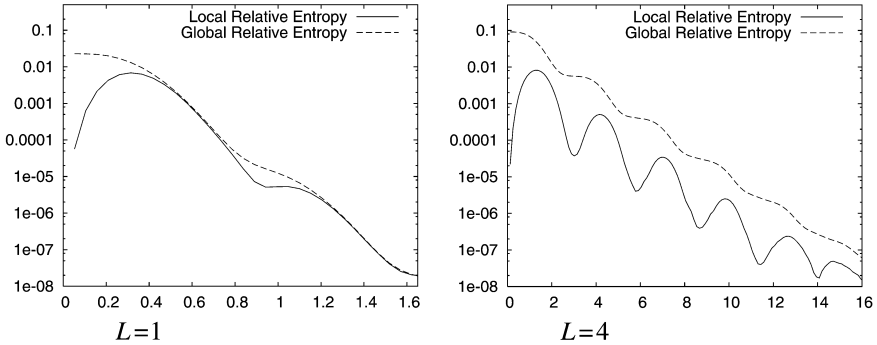 Local Relative Entropy
Global Relative Entropy
0.1
0.01
0.001
0.0001
1e-05
1e-06
1e-07
1e-08
0 0.2 0.4 0.6 0.8 1 1.2 1.4 1.6
L=1
Local Relative Entropy
Global Relative Entropy
0.1
0.01
0.001
0.0001
1e-05
1e-06
1e-07
1e-08
0 2 4 6 8 10 12 14 16
L=4